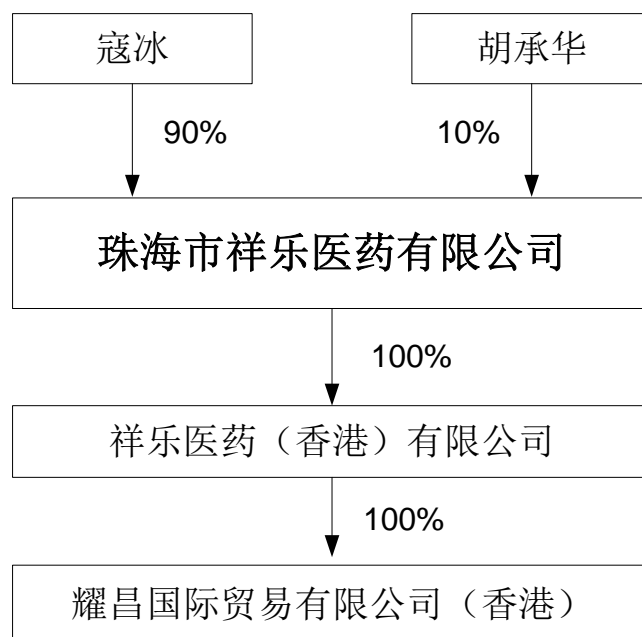 寇冰
胡承华
90%
10%
珠海市祥乐医药有限公司
100%
祥乐医药（香港）有限公司
100%
耀昌国际贸易有限公司（香港）